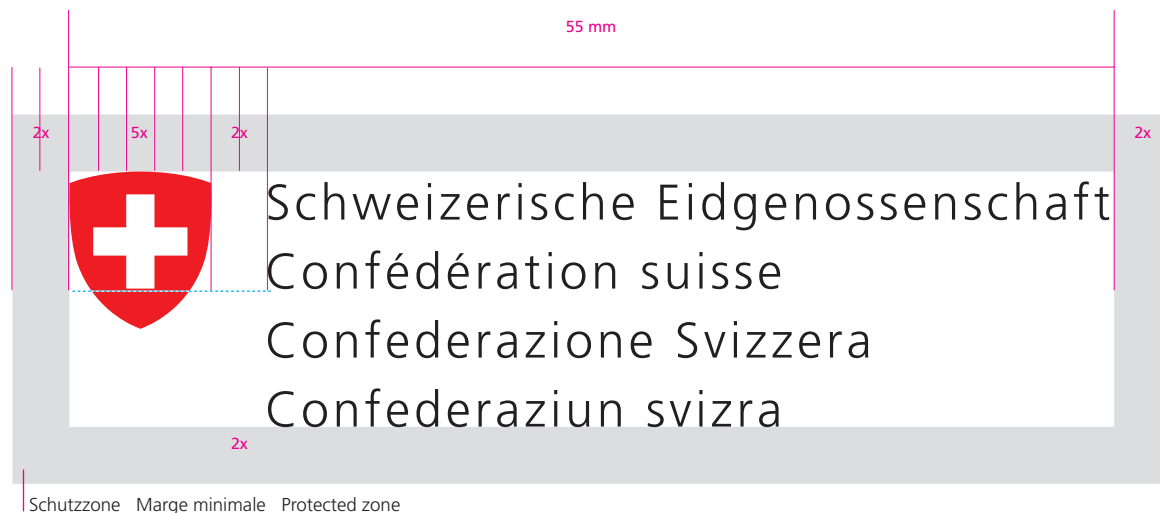 55 mm
2x 5x 2x 2x
Schweizerische Eidgenossenschaft
Confédération suisse
Confederazione Svizzera
Confederaziun svizra
2x
Schutzzone Marge minimale Protected zone